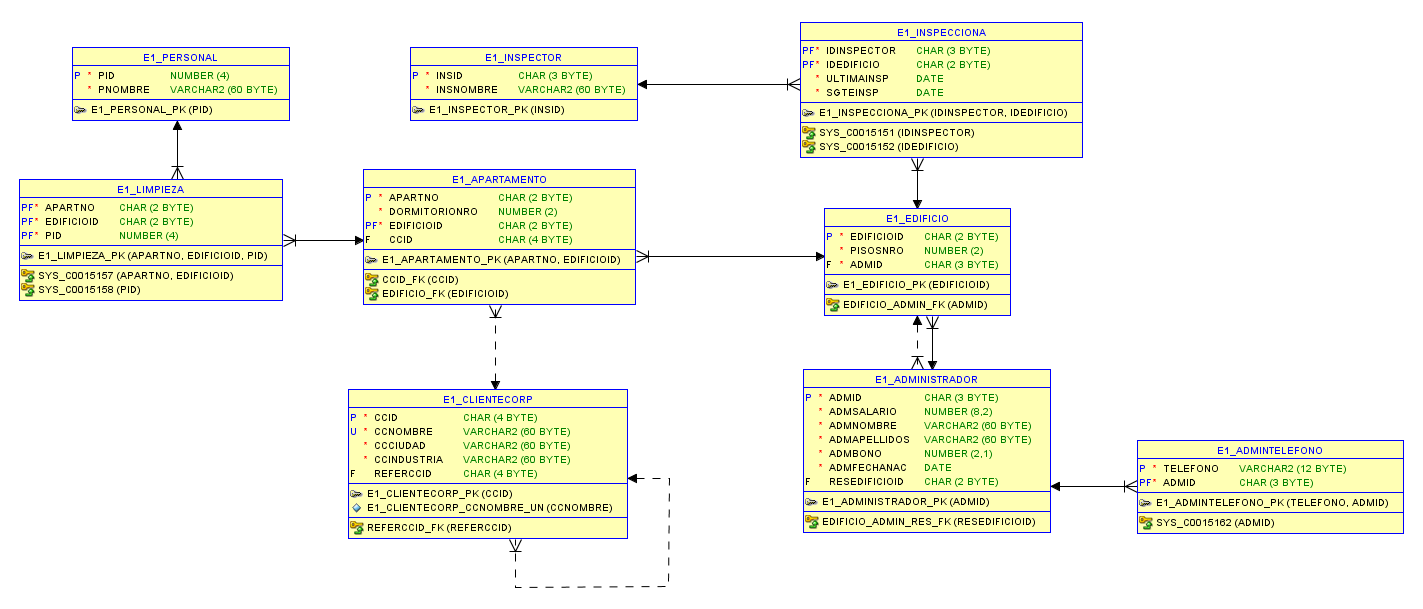 E1_PERSONAL
P * PID NUMBER (4)
* PNOMBRE VARCHAR2 (60 BYTE)
E1_PERSONAL_PK (PID)
E1_INSPECTOR
P * INSID CHAR (3 BYTE)
* INSNOMBRE VARCHAR2 (60 BYTE)
E1_INSPECTOR_PK (INSID)
E1_INSPECCIONA
PF* IDINSPECTOR CHAR (3 BYTE)
PF* IDEDIFICIO CHAR (2 BYTE)
* ULTIMAINSP DATE
* SGTEINSP DATE
E1_INSPECCIONA_PK (IDINSPECTOR, IDEDIFICIO)
SYS_C0015151 (IDINSPECTOR)
SYS_C0015152 (IDEDIFICIO)
E1_LIMPIEZA
PF* APARTNO CHAR (2 BYTE)
PF* EDIFICIOID CHAR (2 BYTE)
PF* PID NUMBER (4)
E1_LIMPIEZA_PK (APARTNO, EDIFICIOID, PID)
SYS_C0015157 (APARTNO, EDIFICIOID)
SYS_C0015158 (PID)
E1_APARTAMENTO
P * APARTNO CHAR (2 BYTE)
* DORMITORIONRO NUMBER (2)
PF* EDIFICIOID CHAR (2 BYTE)
F CCID CHAR (4 BYTE)
E1_APARTAMENTO_PK (APARTNO, EDIFICIOID)
CCID_FK (CCID)
EDIFICIO_FK (EDIFICIOID)
E1_EDIFICIO
P * EDIFICIOID CHAR (2 BYTE)
* PISOSNRO NUMBER (2)
F * ADMID CHAR (3 BYTE)
E1_EDIFICIO_PK (EDIFICIOID)
EDIFICIO_ADMIN_FK (ADMID)
E1_CLIENTECORP
P * CCID CHAR (4 BYTE)
U * CCNOMBRE VARCHAR2 (60 BYTE)
* CCCIUDAD VARCHAR2 (60 BYTE)
* CCINDUSTRIA VARCHAR2 (60 BYTE)
F REFERCCID CHAR (4 BYTE)
E1_CLIENTECORP_PK (CCID)
E1_CLIENTECORP_CCNOMBRE_UN (CCNOMBRE)
REFERCCID_FK (REFERCCID)
E1_ADMINISTRADOR
P * ADMID CHAR (3 BYTE)
* ADMSALARIO NUMBER (8,2)
* ADMNOMBRE VARCHAR2 (60 BYTE)
* ADMAPELLIDOS VARCHAR2 (60 BYTE)
* ADMBONO NUMBER (2,1)
* ADMFECHANAC DATE
F RESEDIFICIOID CHAR (2 BYTE)
E1_ADMINISTRADOR_PK (ADMID)
EDIFICIO_ADMIN_RES_FK (RESEDIFICIOID)
E1_ADMINTELEFONO
P * TELEFONO VARCHAR2 (12 BYTE)
PF* ADMID CHAR (3 BYTE)
E1_ADMINTELEFONO_PK (TELEFONO, ADMID)
SYS_C0015162 (ADMID)